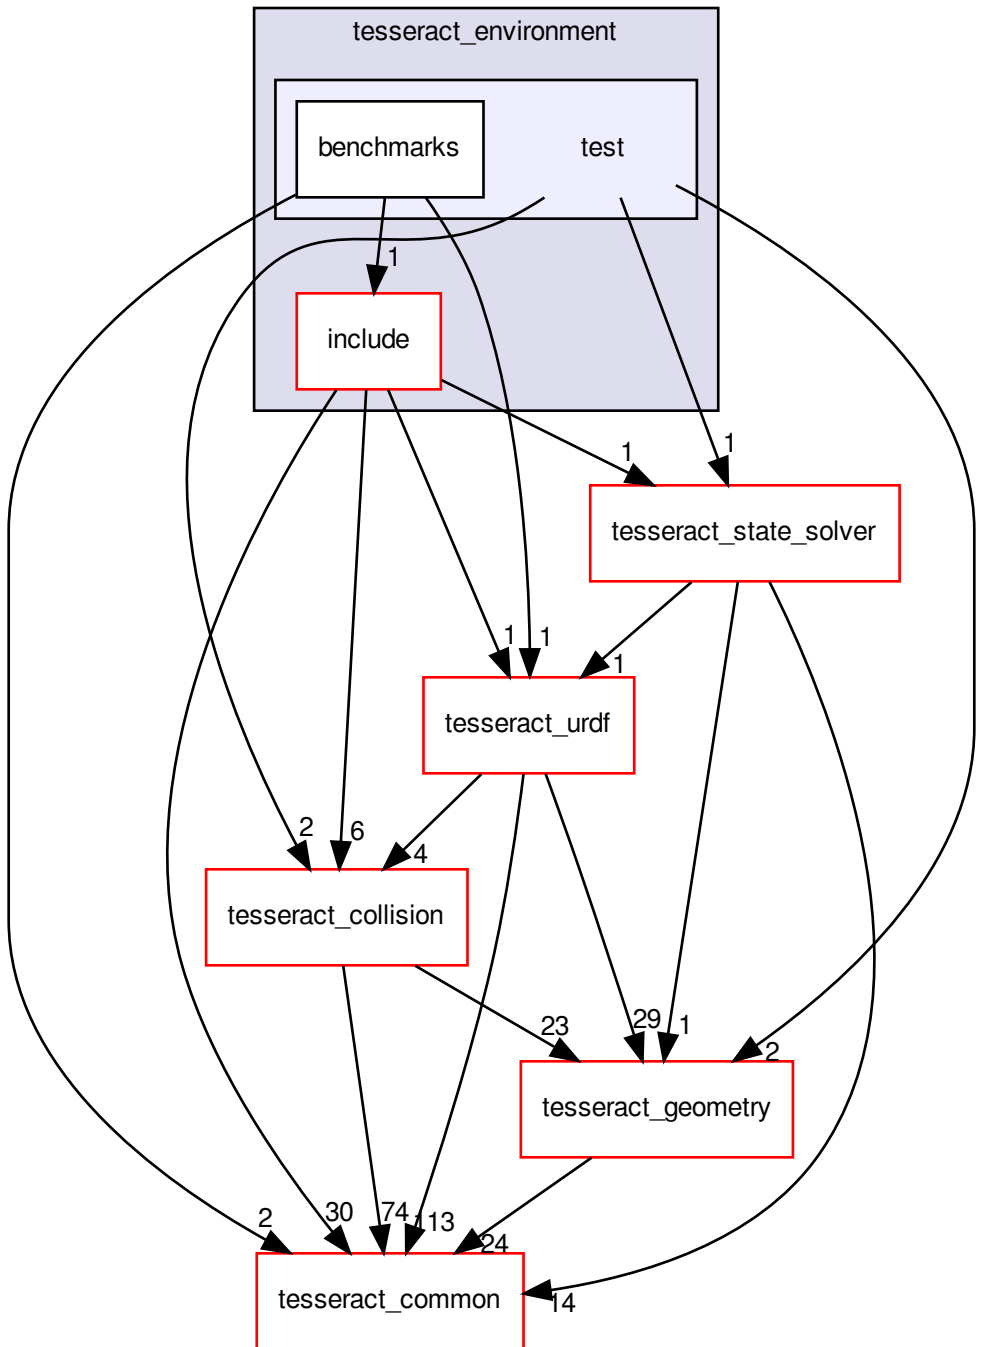 tesseract_environment
benchmarks
test
1
include
1
1
tesseract_state_solver
1
1
1
tesseract_urdf
2
6
4
tesseract_collision
23
29
1
2
tesseract_geometry
2
30
74
113
24
tesseract_common
14